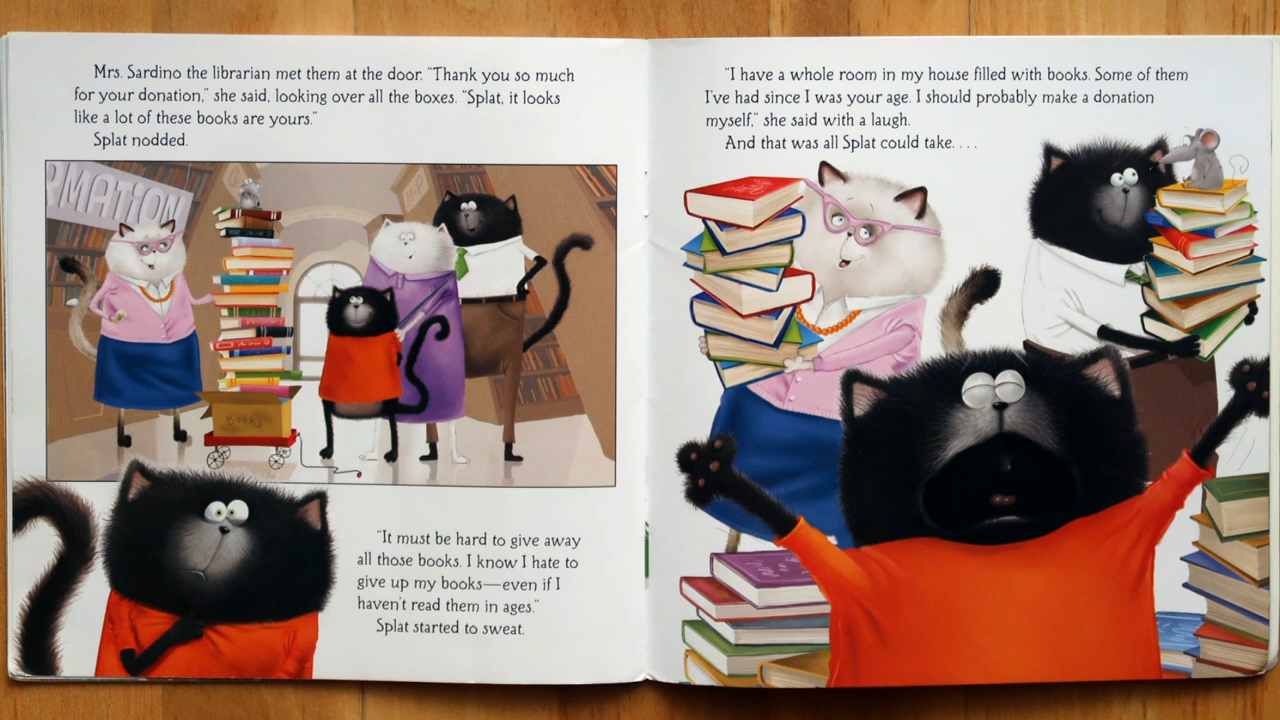 Mrs. Sardino the librarian met them at the door. “Thank you so much
for your donation,” she said, looking over all the boxes. “Splat, it looks
like a lot of these books are yours.”
Splat nodded.
RMATION
Books
“It must be hard to give away
all those books. I know I hate to
give up my books—even if I
haven’t read them in ages.”
Splat started to sweat.
“I have a whole room in my house filled with books. Some of them
I’ve had since I was your age. I should probably make a donation
myself,” she said with a laugh.
And that was all Splat could take. . . .